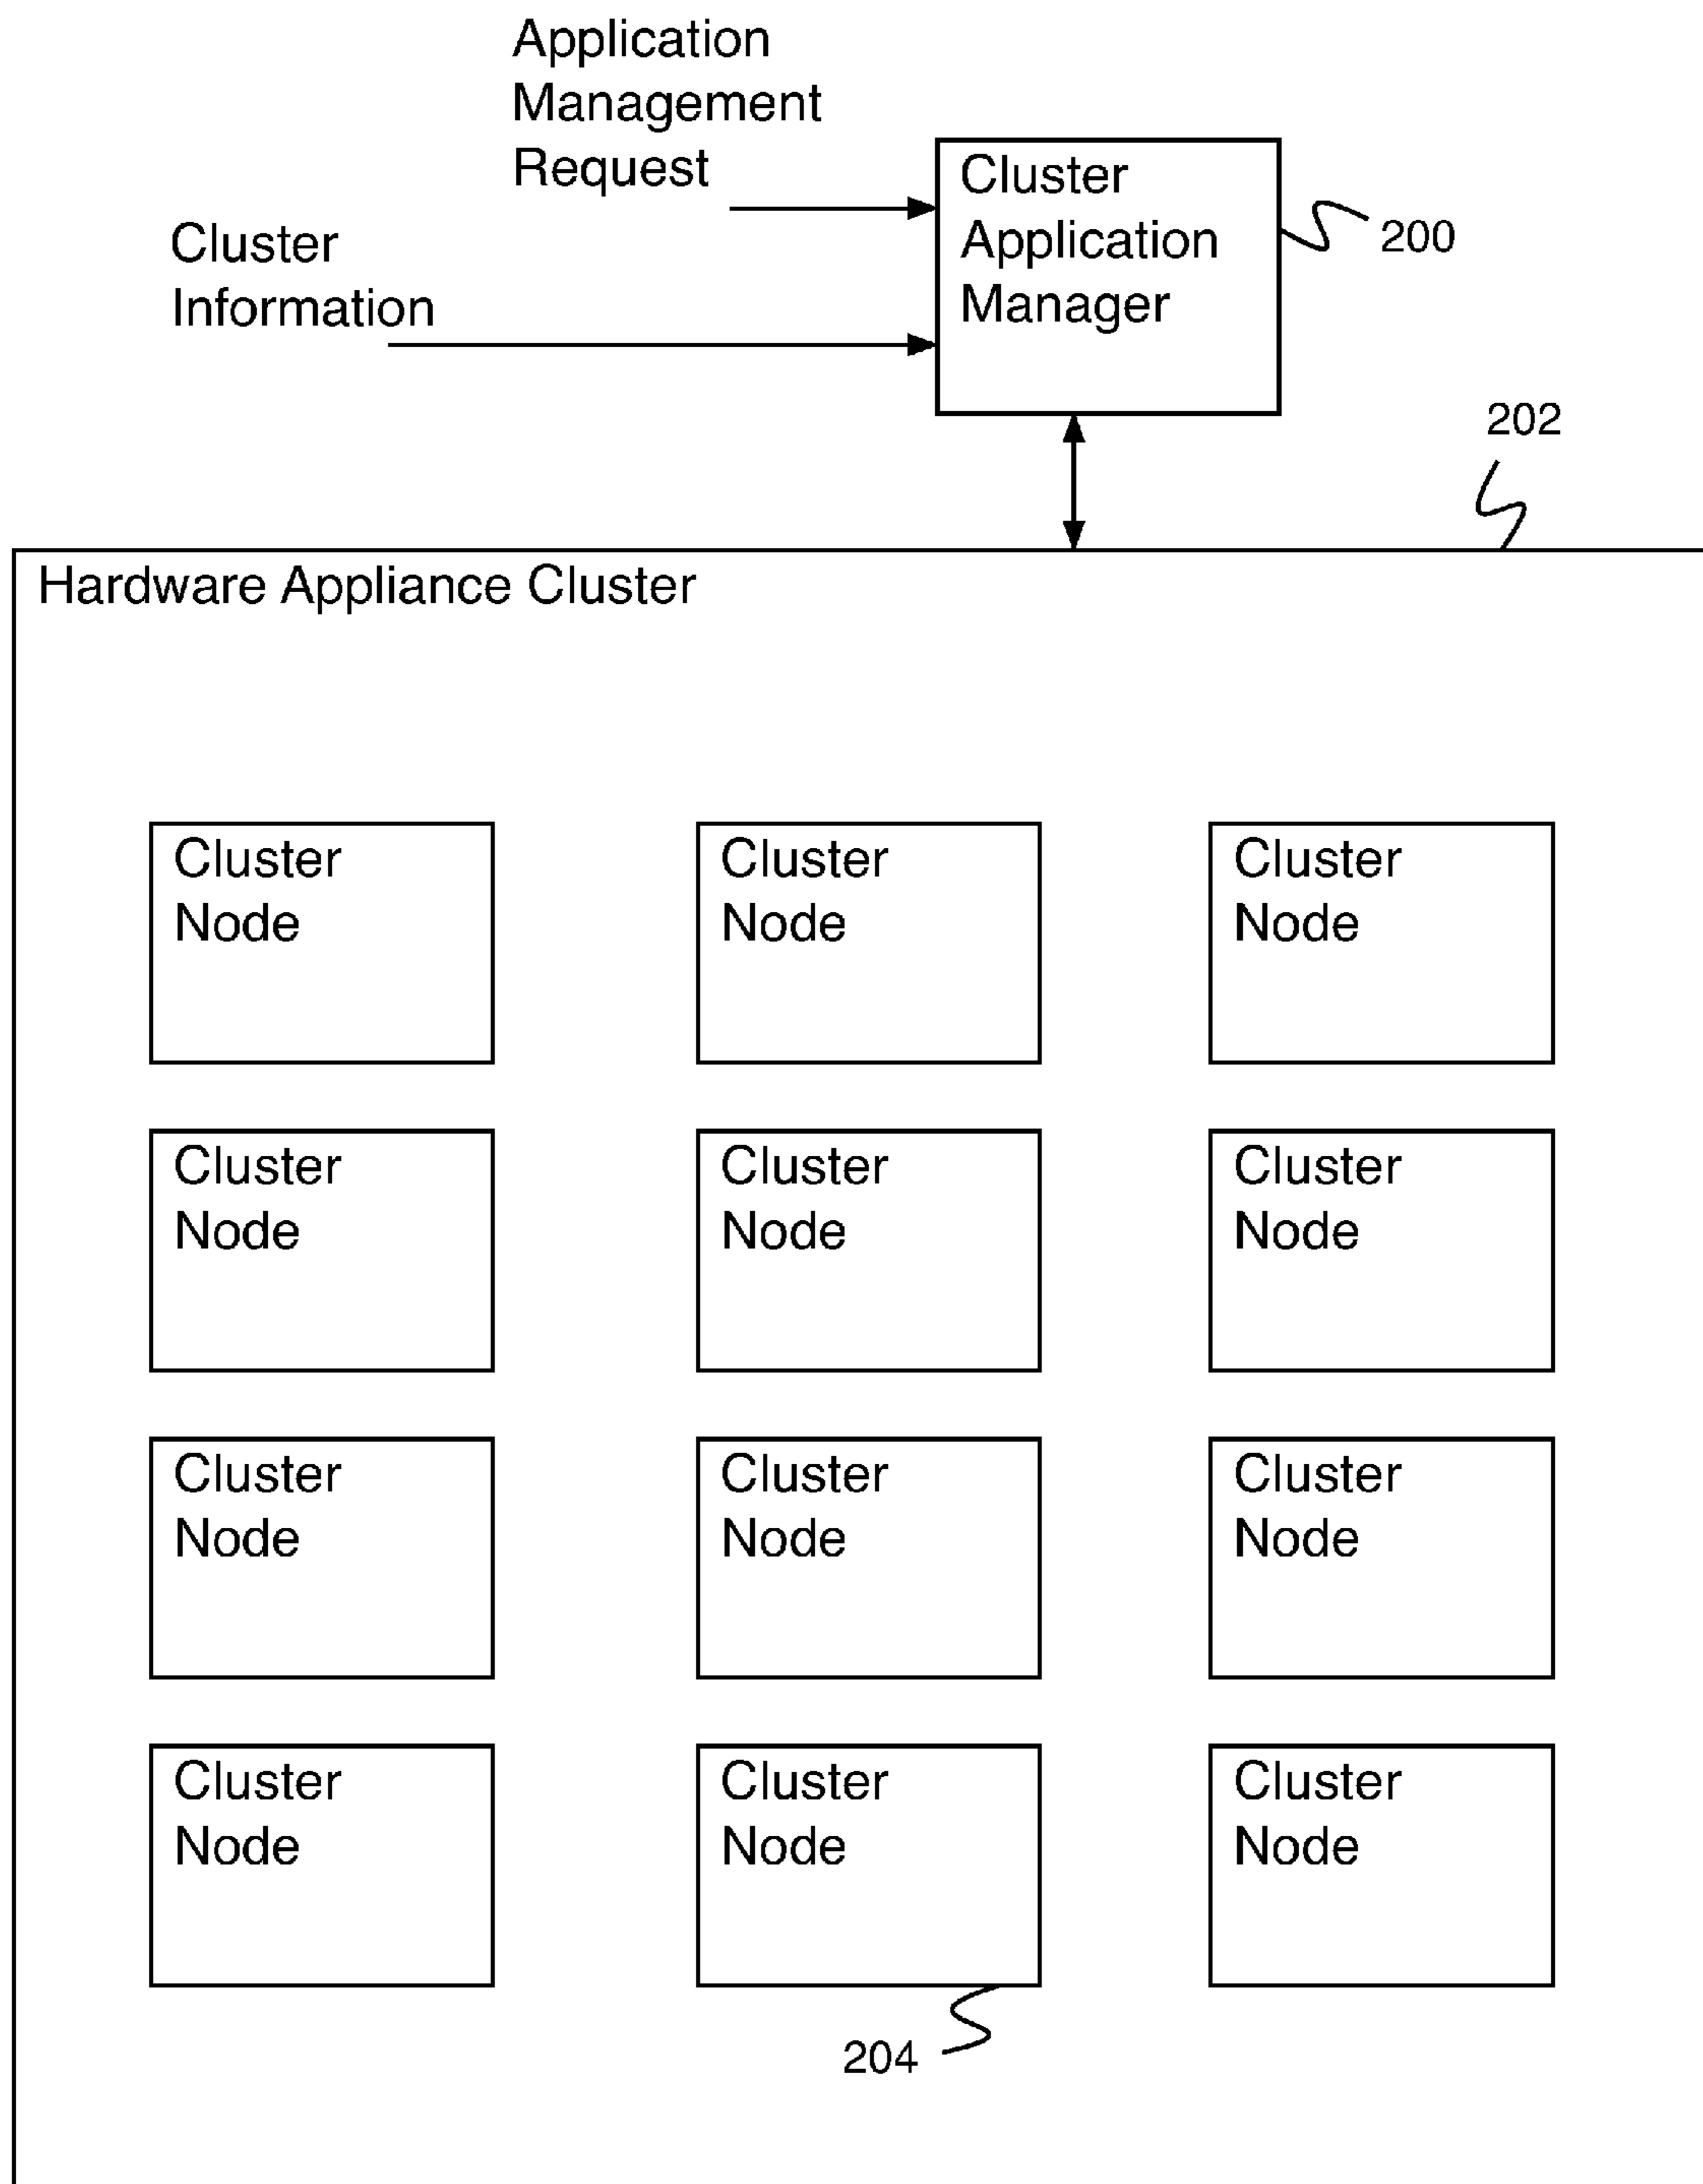 Application
Management
Request
Cluster
Information
Cluster
Application
Manager
200
202
Hardware Appliance Cluster
Cluster
Node
Cluster
Node
Cluster
Node
Cluster
Node
Cluster
Node
Cluster
Node
Cluster
Node
Cluster
Node
Cluster
Node
Cluster
Node
Cluster
Node
Cluster
Node
204